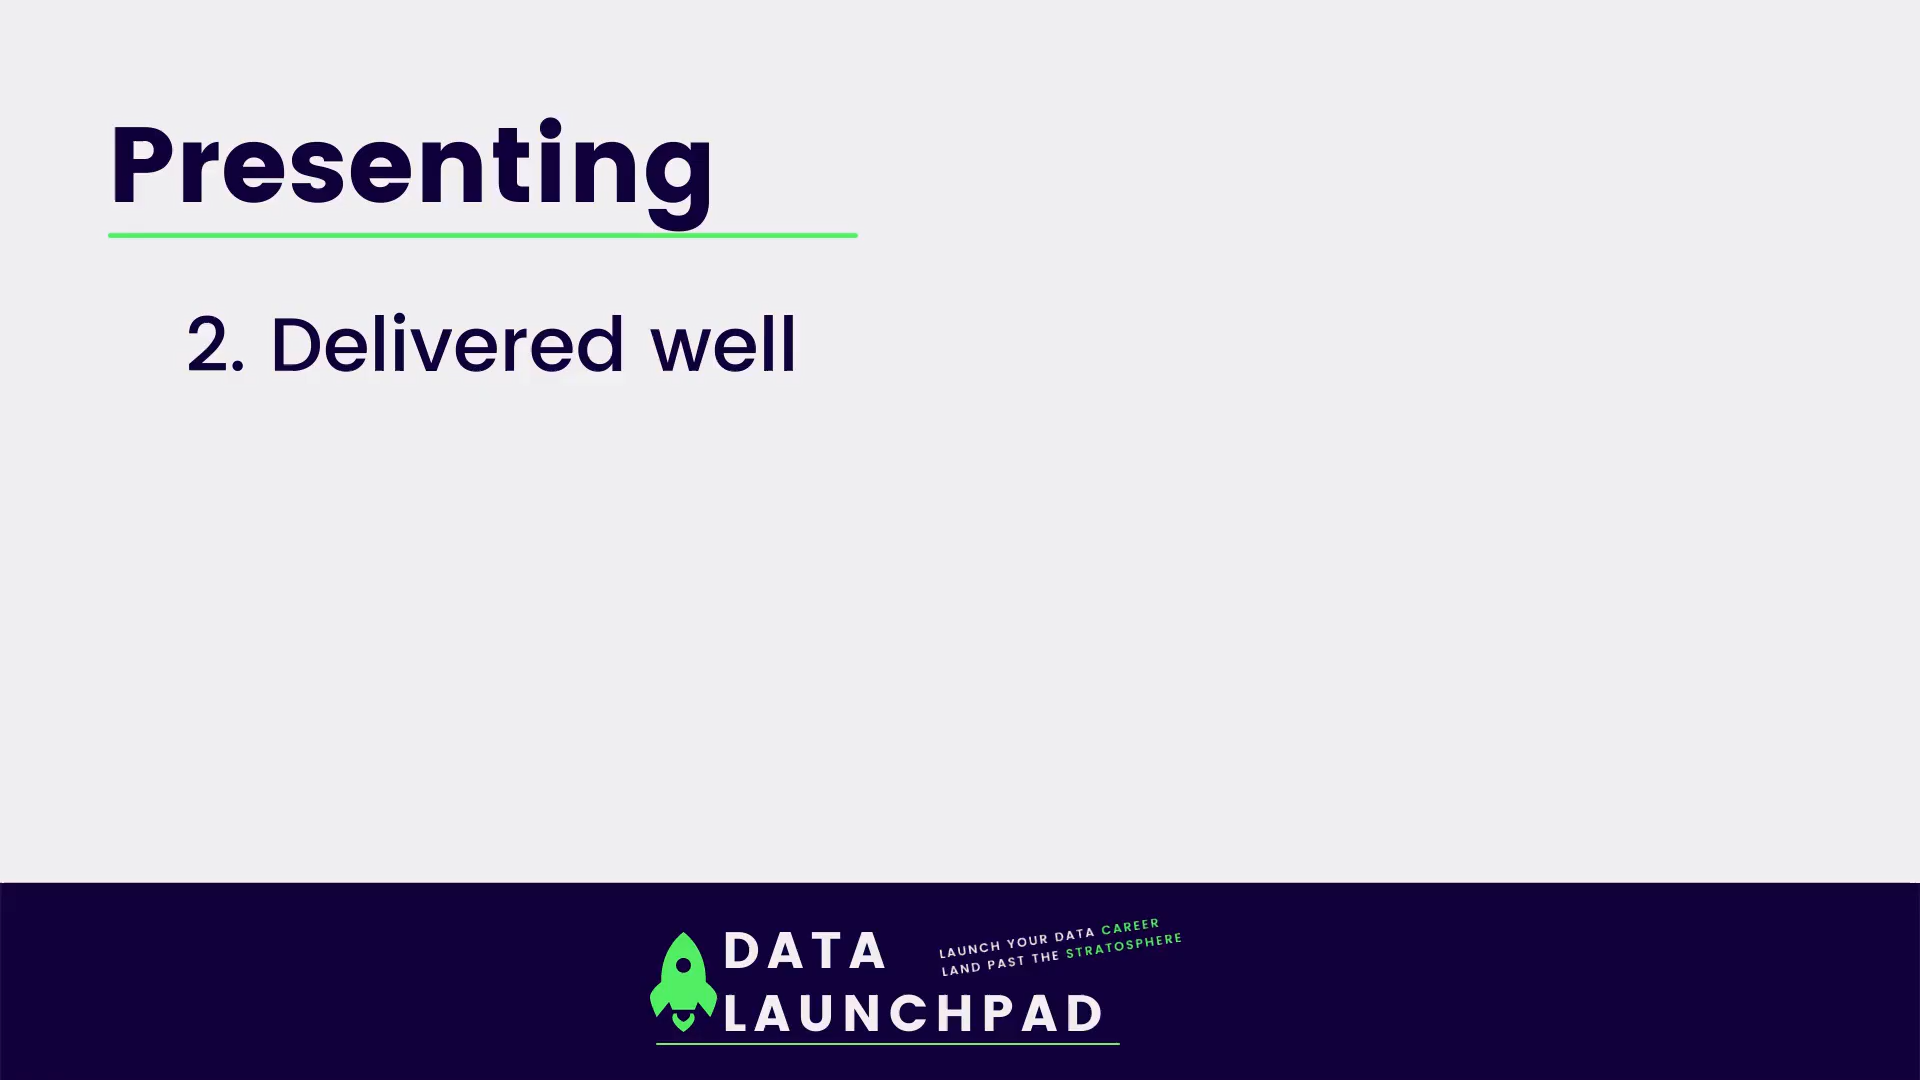 Presenting
2. Delivered well
DATA
LAUNCHPAD
LAUNCH YOUR DATA CAREER
LAND PAST THE STRATOSPHERE